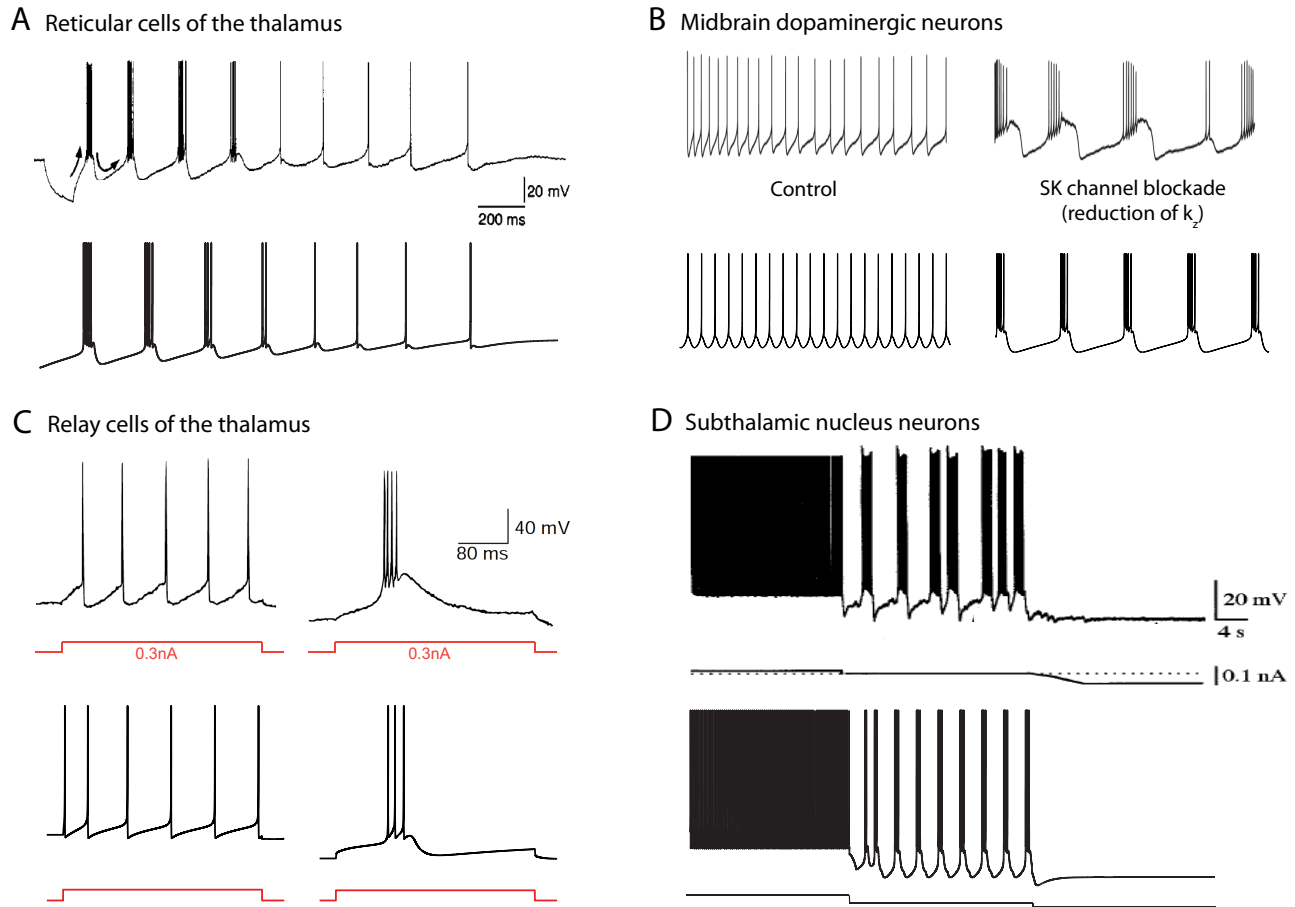 A Reticular cells of the thalamus
20 mV
200 ms
B Midbrain dopaminergic neurons
Control
SK channel blockade
(reduction of k_z)
C Relay cells of the thalamus
40 mV
80 ms
0.3nA
0.3nA
D Subthalamic nucleus neurons
20 mV
4 s
0.1 nA